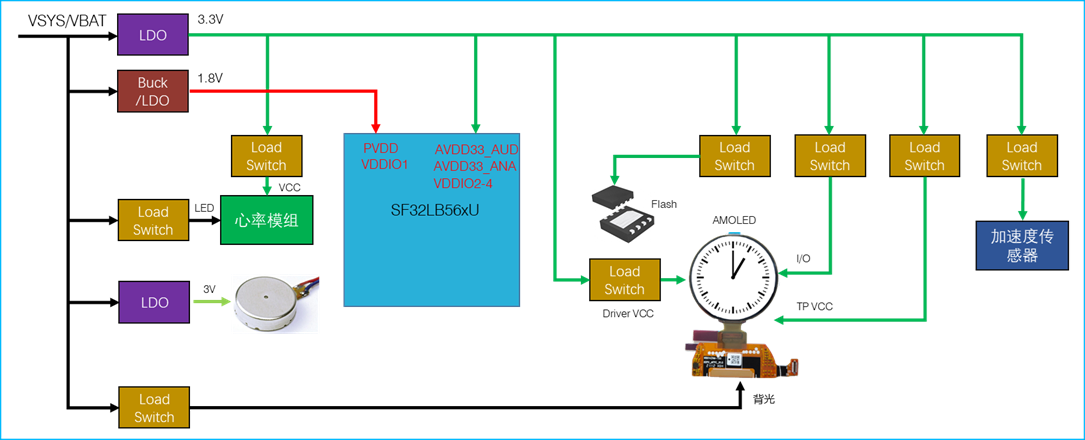 VSYS/VBAT
LDO
3.3V
Buck
/LDO
1.8V
Load
Switch
VCC
Load
Switch
LED
心率模组
LDO
3V
Load
Switch
PVDD
VDDIO1
AVDD33_AUD
AVDD33_ANA
VDDIO2-4
SF32LB56xU
Load
Switch
Load
Switch
Load
Switch
Load
Switch
Flash
AMOLED
I/O
加速度传
感器
Load
Switch
Driver VCC
TP VCC
背光